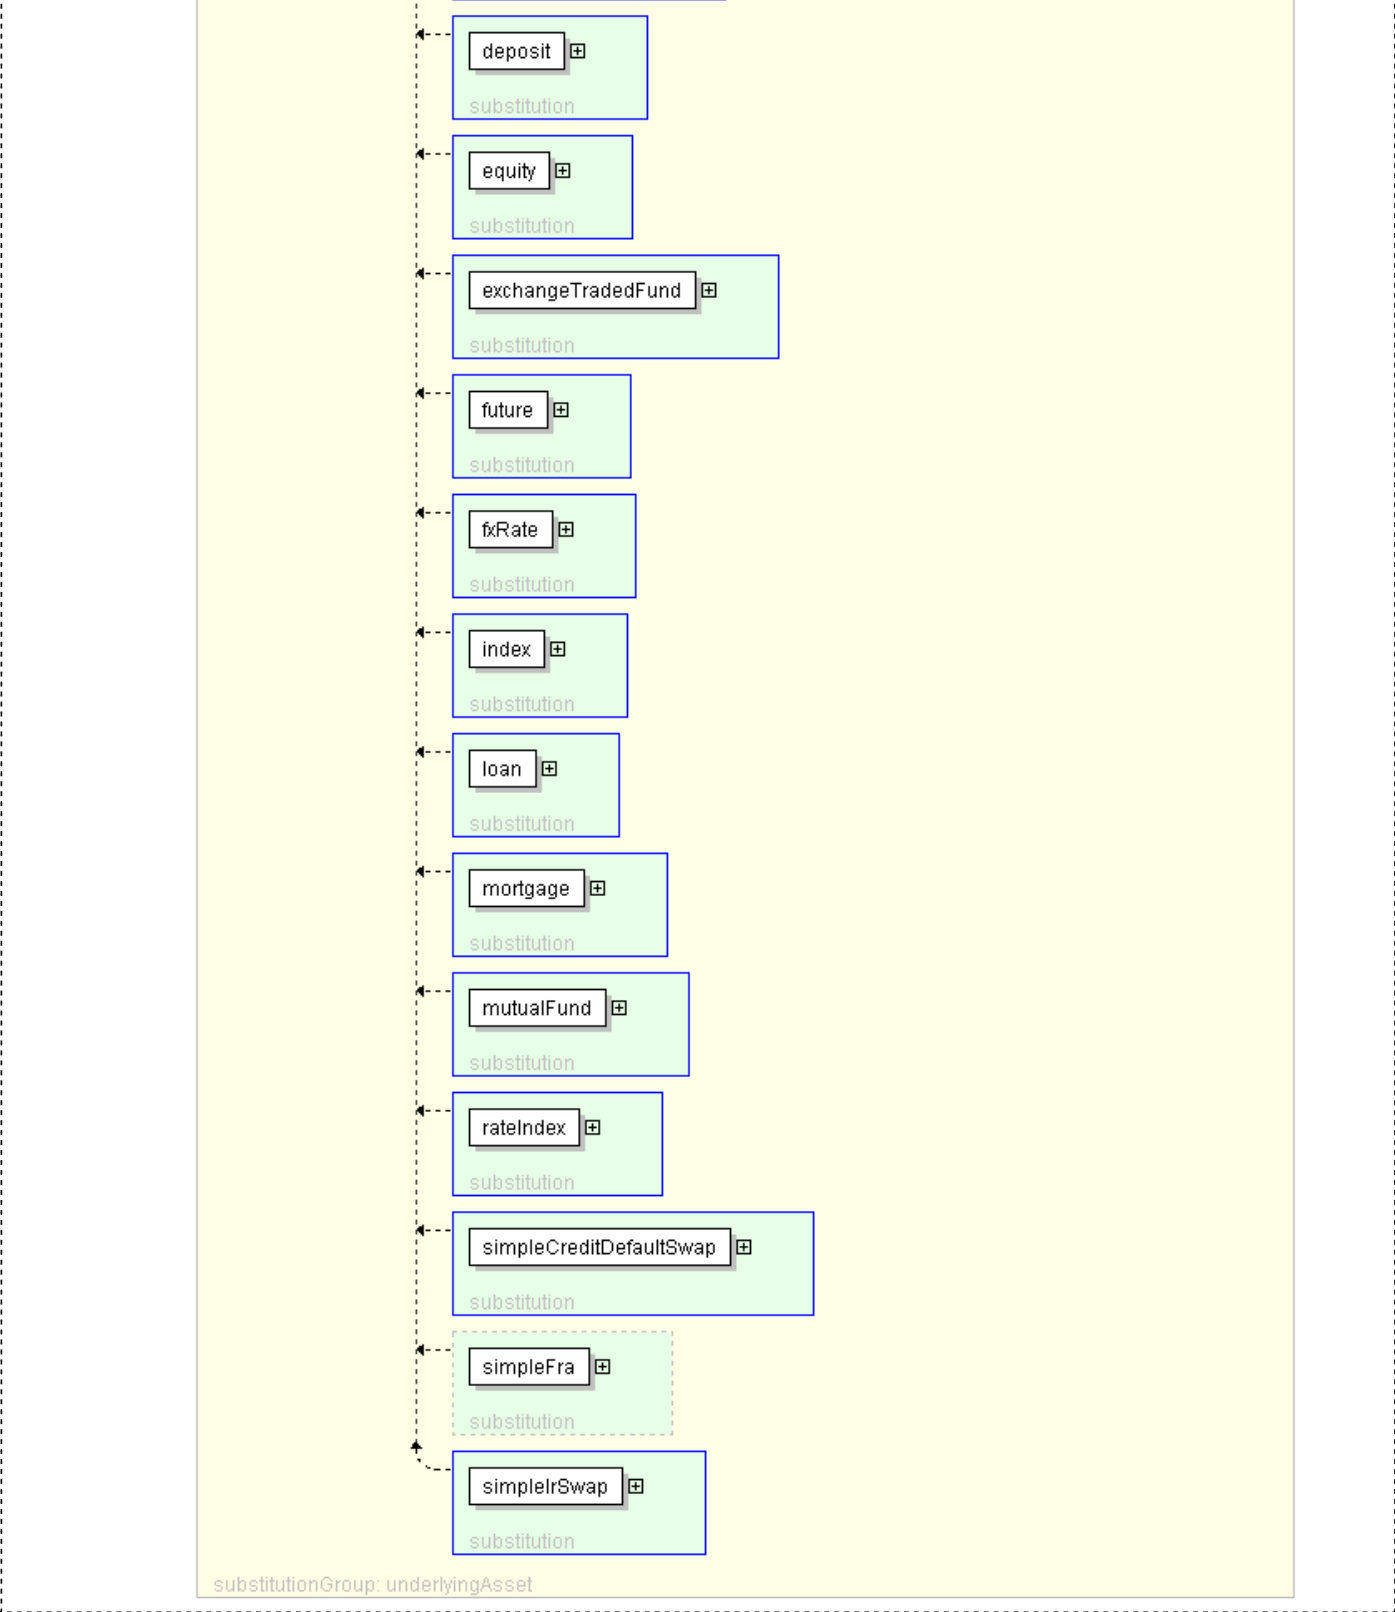 deposit
substitution
equity
substitution
exchangeTradedFund
substitution
future
substitution
fxRate
substitution
index
substitution
loan
substitution
mortgage
substitution
mutualFund
substitution
rateIndex
substitution
simpleCreditDefaultSwap
substitution
simpleFra
substitution
simpleIrSwap
substitution
substitutionGroup: underlyingAsset